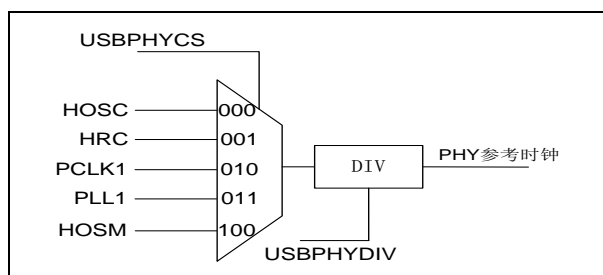 USBPHYCS
HOSC 000
HRC 001
PCLK1 010
PLL1 011
HOSM 100
DIV
PHY参考时钟
USBPHYDIV